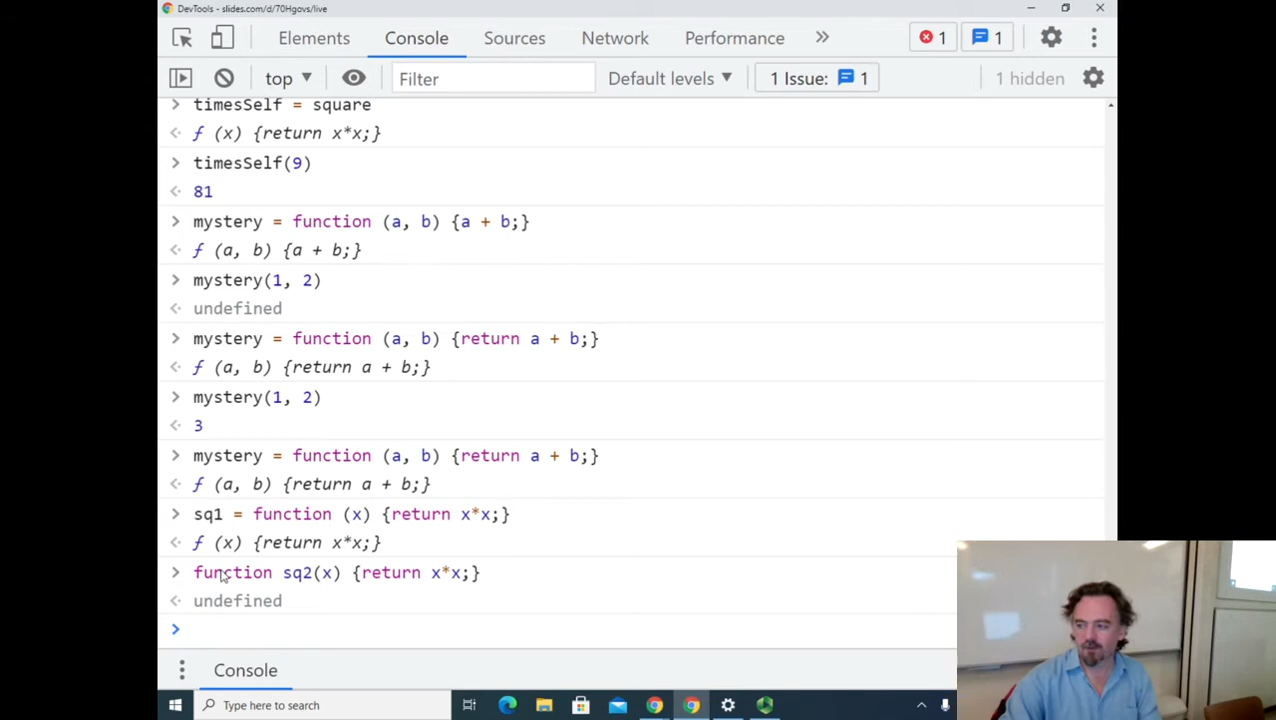 DevTools - slides.com/d/70Hgovs/live
Elements Console Sources Network Performance » 1 1
top Filter Default levels 1 Issue: 1 1 hidden
> timesSelf = square
ƒ (x) {return x*x;}
> timesSelf(9)
81
> mystery = function (a, b) {a + b;}
ƒ (a, b) {a + b;}
> mystery(1, 2)
undefined
> mystery = function (a, b) {return a + b;}
ƒ (a, b) {return a + b;}
> mystery(1, 2)
3
> mystery = function (a, b) {return a + b;}
ƒ (a, b) {return a + b;}
> sq1 = function (x) {return x*x;}
ƒ (x) {return x*x;}
> function sq2(x) {return x*x;}
undefined
>
Console
Type here to search